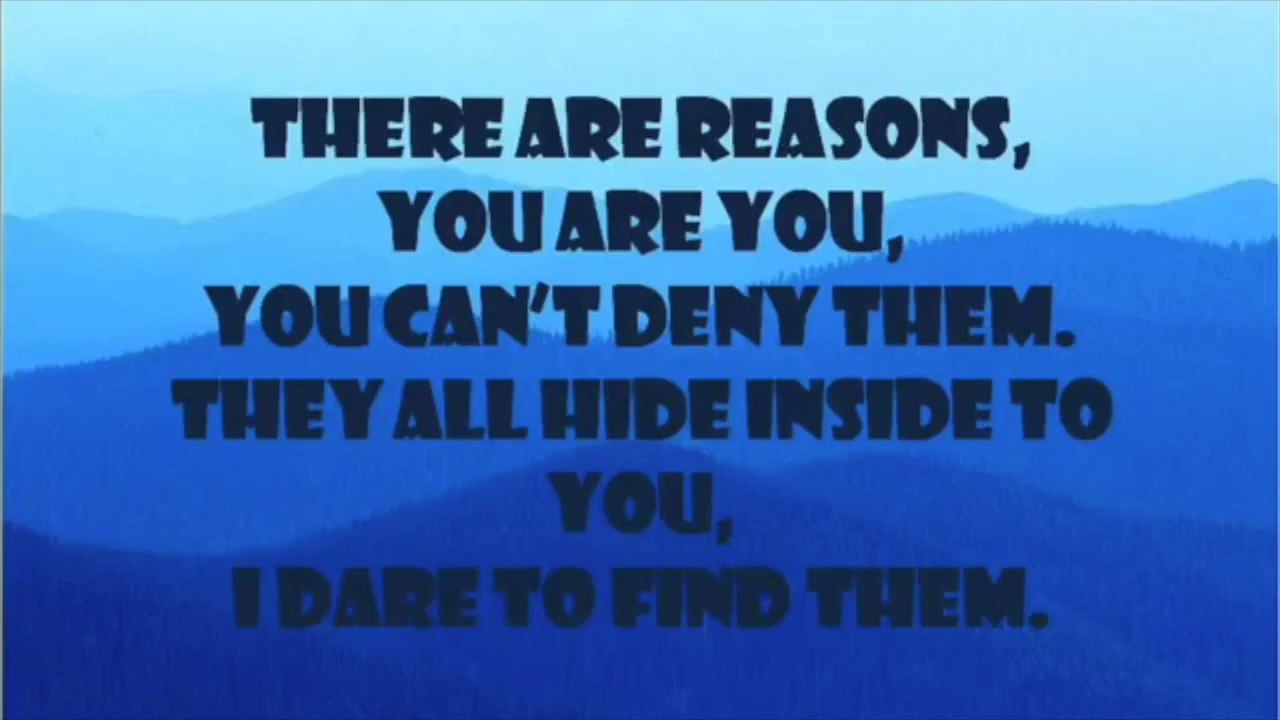 THERE ARE REASONS,
YOU ARE YOU,
YOU CAN'T DENY THEM.
THEY ALL HIDE INSIDE TO
YOU,
I DARE TO FIND THEM.